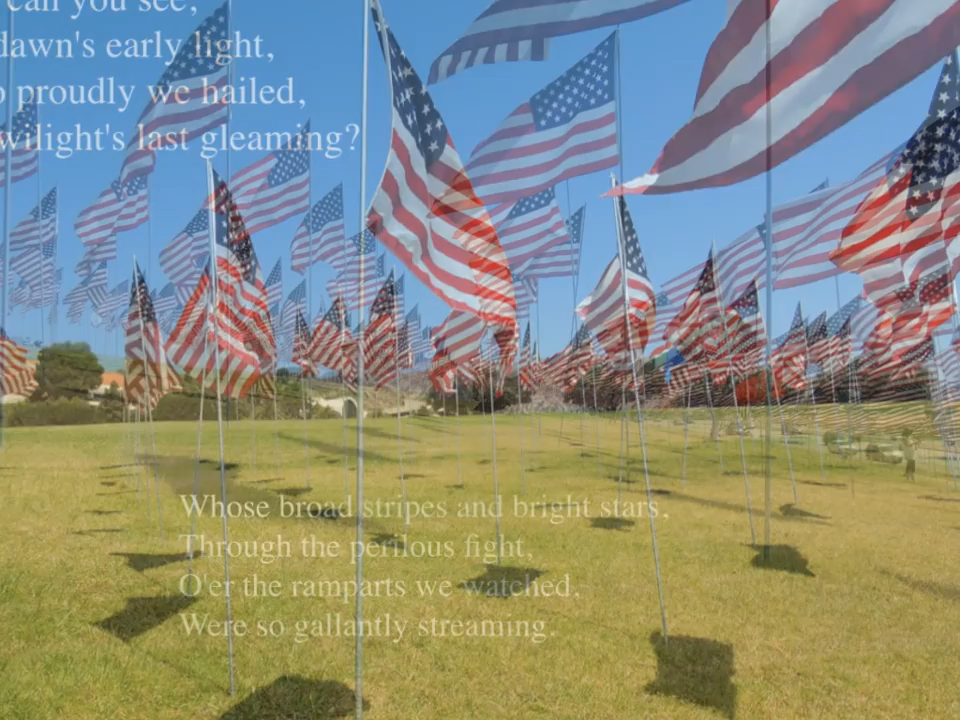 can you see,
dawn's early light,
o proudly we hailed,
wilight's last gleaming?
Whose broad stripes and bright stars,
Through the perilous fight,
O'er the ramparts we watched.
Were so gallantly streaming.